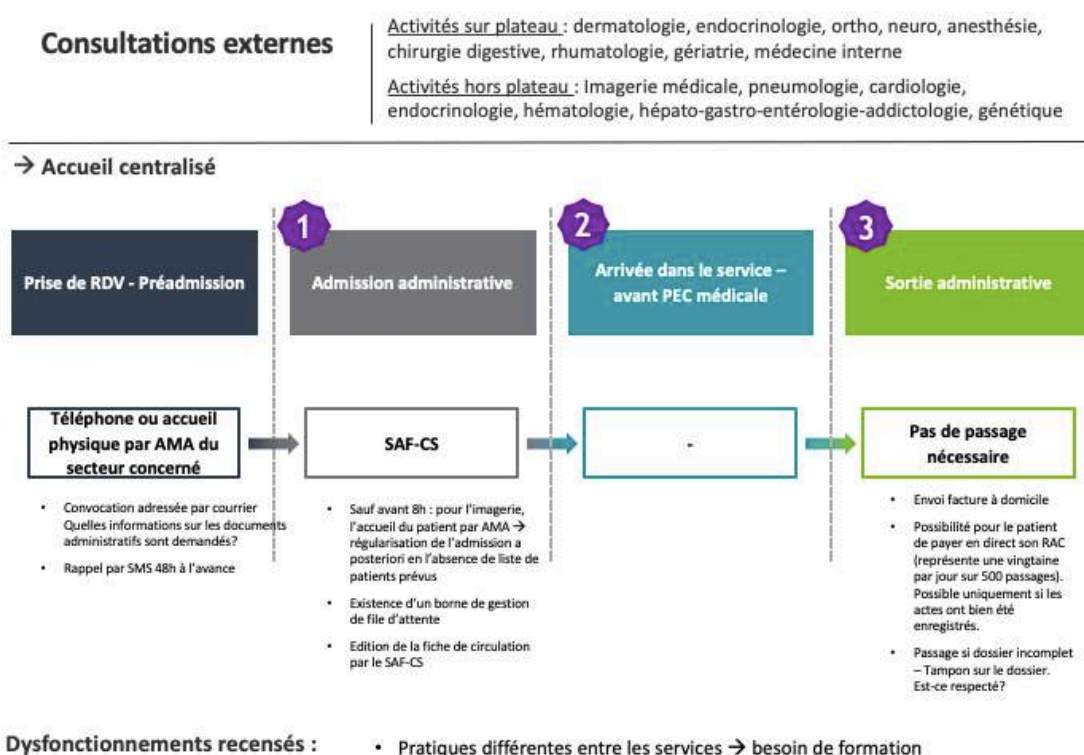 Consultations externes
Activités sur plateau : dermatologie, endocrinologie, ortho, neuro, anesthésie,
chirurgie digestive, rhumatologie, gériatrie, médecine interne
Activités hors plateau : Imagerie médicale, pneumologie, cardiologie,
endocrinologie, hématologie, hépato-gastro-entérologie-addictologie, génétique
→ Accueil centralisé
Prise de RDV - Préadmission
1
Admission administrative
2
Arrivée dans le service –
avant PEC médicale
3
Sortie administrative
Téléphone ou accueil
physique par AMA du
secteur concerné
• Convocation adressée par courrier
Quelles informations sur les documents
administratifs sont demandés?
• Rappel par SMS 48h à l'avance
SAF-CS
• Sauf avant 8h : pour l'imagerie,
l'accueil du patient par AMA →
régularisation de l'admission a
posteriori en l'absence de liste de
patients prévus
• Existence d'un borne de gestion
de file d'attente
• Edition de la fiche de circulation
par le SAF-CS
-
Pas de passage
nécessaire
• Envoi facture à domicile
• Possibilité pour le patient
de payer en direct son RAC
(représente une vingtaine
par jour sur 500 passages).
Possible uniquement si les
actes ont bien été
enregistrés.
• Passage si dossier incomplet
– Tampon sur le dossier.
Est-ce respecté?
Dysfonctionnements recensés :
• Pratiques différentes entre les services → besoin de formation